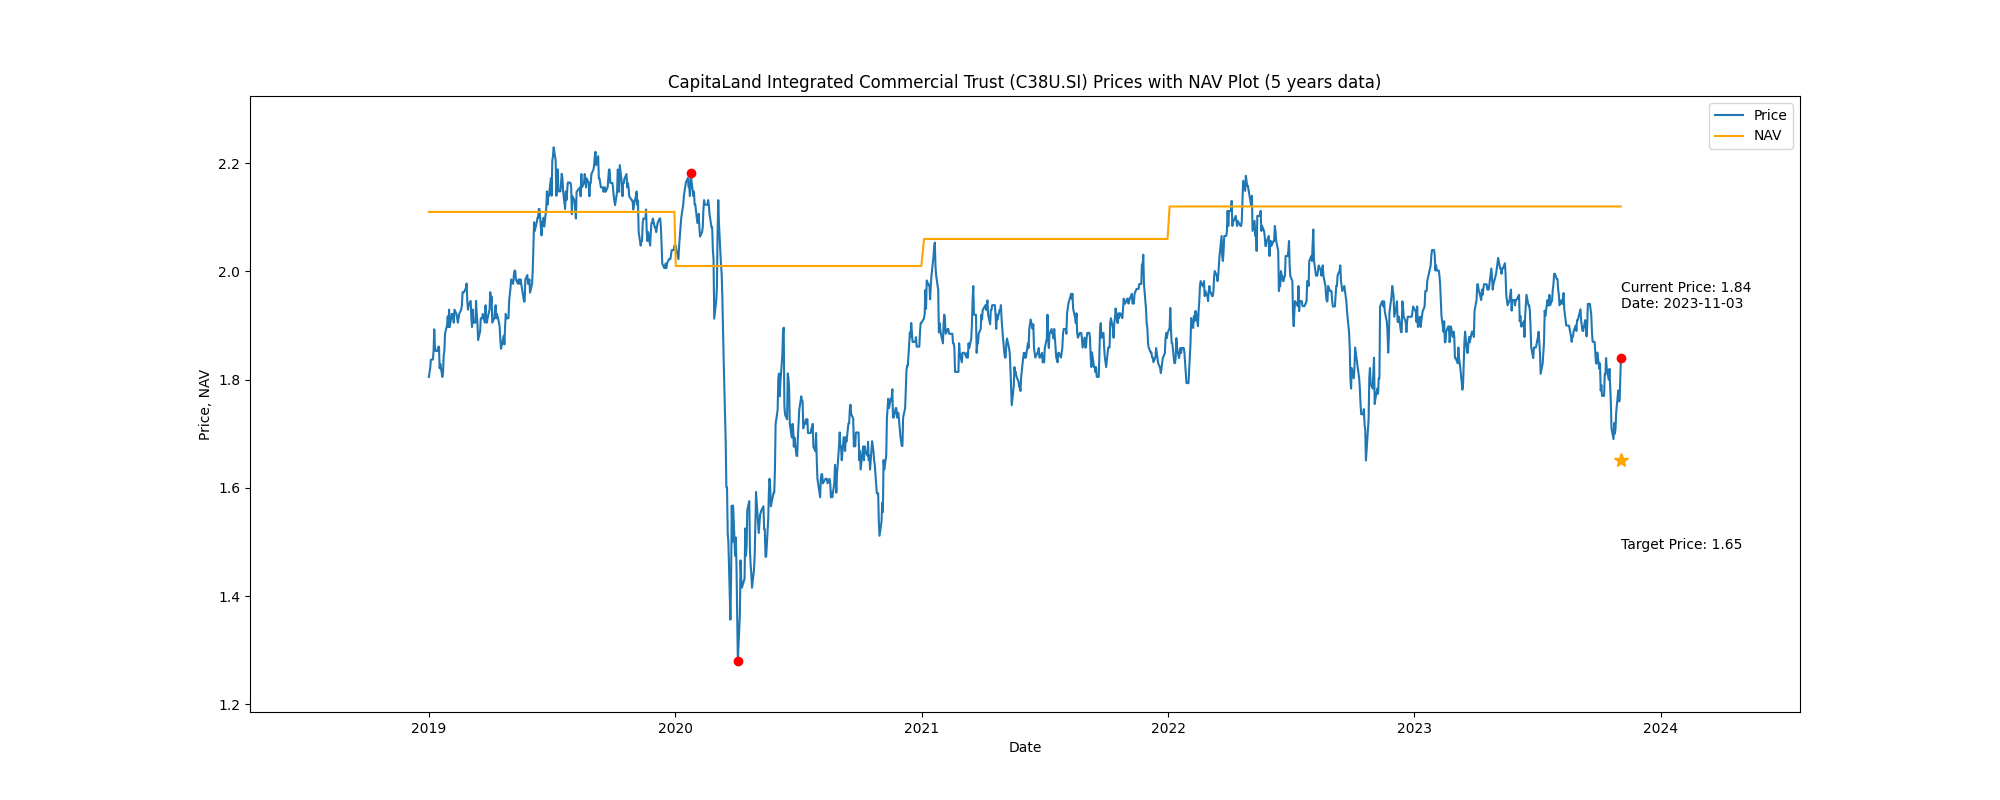 CapitaLand Integrated Commercial Trust (C38U.SI) Prices with NAV Plot (5 years data)
Price
NAV
2.2
2.0
1.8
1.6
1.4
1.2
Price, NAV
Current Price: 1.84
Date: 2023-11-03
Target Price: 1.65
2019
2020
2021
2022
2023
2024
Date